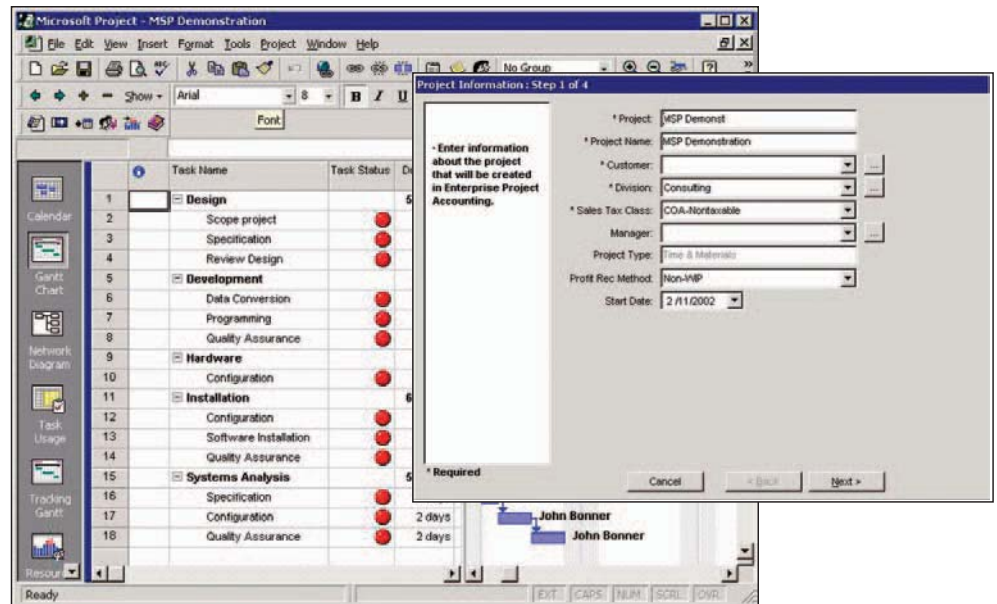 Microsoft Project - MSP Demonstration
File Edit View Insert Format Tools Project Window Help
No Group
Show Arial 8 B I U
Font
Task Name Task Status
1 Design 5
2 Scope project
3 Specification
4 Review Design
5 Development
6 Data Conversion
7 Programming
8 Quality Assurance
9 Hardware
10 Configuration
11 Installation 6
12 Configuration
13 Software Installation
14 Quality Assurance
15 Systems Analysis 5
16 Specification
17 Configuration 2 days
18 Quality Assurance 2 days
John Bonner
John Bonner
Calendar
Gantt
Chart
Network
Diagram
Task
Usage
Tracking
Gantt
Ready
EXT CAPS NUM SCRL OVR
Project Information : Step 1 of 4
- Enter information
about the project
that will be created
in Enterprise Project
Accounting.
* Required
* Project: MSP Demonst
* Project Name: MSP Demonstration
* Customer:
* Division: Consulting
* Sales Tax Class: COA-Nontaxable
Manager:
Project Type: Time & Materials
Profit Rec Method: Non-WIP
Start Date: 2 /11/2002
Cancel < Back Next >